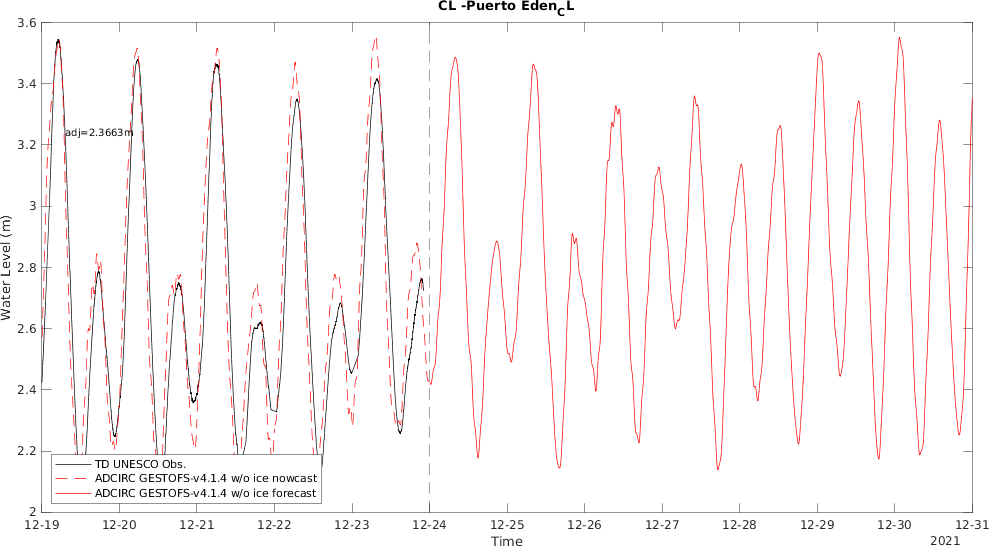 CL -Puerto Eden_CL
3.6
3.4
3.2
3
2.8
2.6
2.4
2.2
2
Water Level (m)
adj=2.3663m
TD UNESCO Obs.
ADCIRC GESTOFS-v4.1.4 w/o ice nowcast
ADCIRC GESTOFS-v4.1.4 w/o ice forecast
12-19 12-20 12-21 12-22 12-23 12-24 12-25 12-26 12-27 12-28 12-29 12-30 12-31
Time
2021